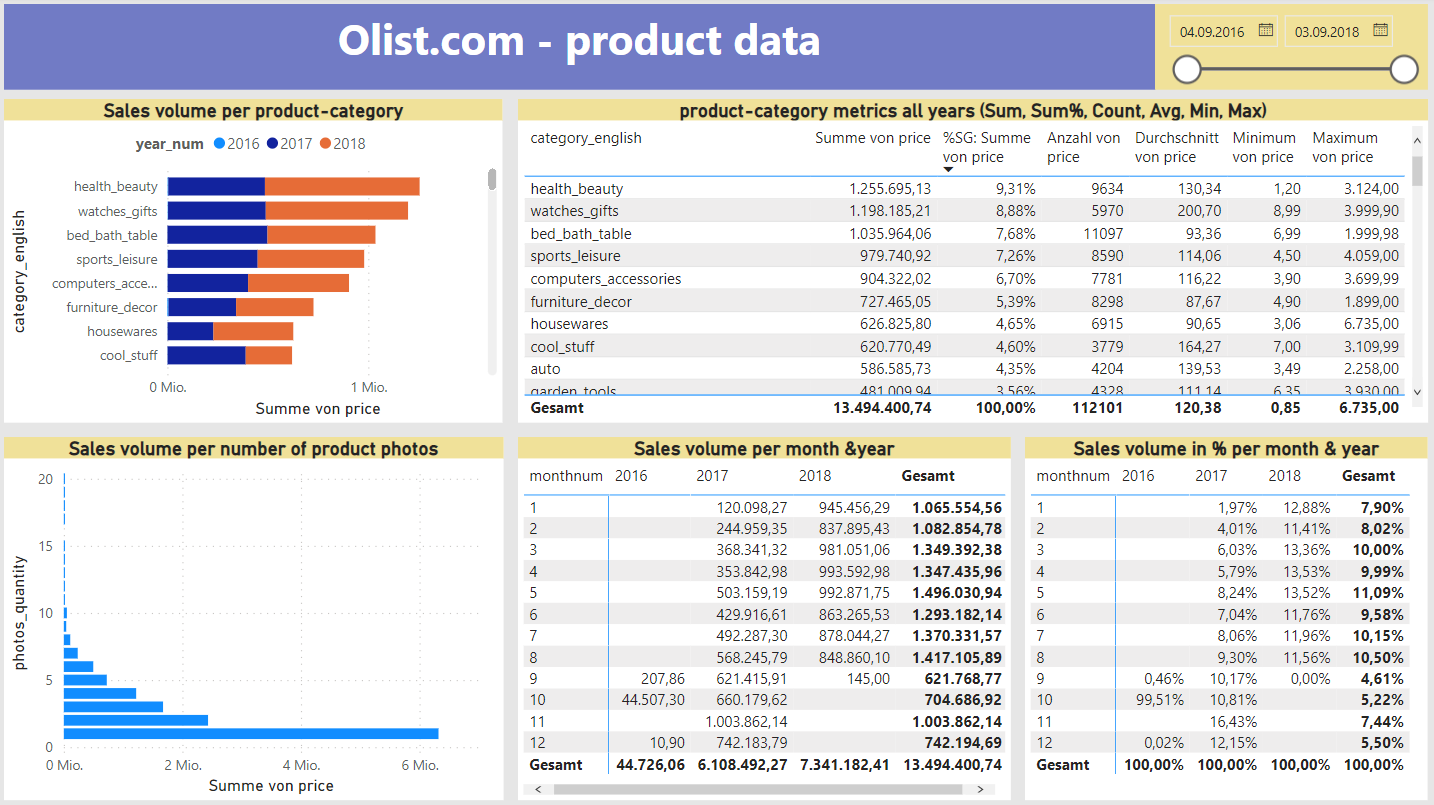 Olist.com - product data
04.09.2016 03.09.2018
Sales volume per product-category
year_num 2016 2017 2018
category_english
health_beauty
watches_gifts
bed_bath_table
sports_leisure
computers_acce...
furniture_decor
housewares
cool_stuff
0 Mio. 1 Mio.
Summe von price
product-category metrics all years (Sum, Sum%, Count, Avg, Min, Max)
category_english Summe von price %SG: Summe Anzahl von Durchschnitt Minimum Maximum
von price price von price von price von price
health_beauty 1.255.695,13 9,31% 9634 130,34 1,20 3.124,00
watches_gifts 1.198.185,21 8,88% 5970 200,70 8,99 3.999,90
bed_bath_table 1.035.964,06 7,68% 11097 93,36 6,99 1.999,98
sports_leisure 979.740,92 7,26% 8590 114,06 4,50 4.059,00
computers_accessories 904.322,02 6,70% 7781 116,22 3,90 3.699,99
furniture_decor 727.465,05 5,39% 8298 87,67 4,90 1.899,00
housewares 626.825,80 4,65% 6915 90,65 3,06 6.735,00
cool_stuff 620.770,49 4,60% 3779 164,27 7,00 3.109,99
auto 586.585,73 4,35% 4204 139,53 3,49 2.258,00
garden_tools 481.009,94 3,56% 4328 111,14 6,35 3.930,00
Gesamt 13.494.400,74 100,00% 112101 120,38 0,85 6.735,00
Sales volume per number of product photos
photos_quantity
20
15
10
5
0
0 Mio. 2 Mio. 4 Mio. 6 Mio.
Summe von price
Sales volume per month &year
monthnum 2016 2017 2018 Gesamt
1 120.098,27 945.456,29 1.065.554,56
2 244.959,35 837.895,43 1.082.854,78
3 368.341,32 981.051,06 1.349.392,38
4 353.842,98 993.592,98 1.347.435,96
5 503.159,19 992.871,75 1.496.030,94
6 429.916,61 863.265,53 1.293.182,14
7 492.287,30 878.044,27 1.370.331,57
8 568.245,79 848.860,10 1.417.105,89
9 207,86 621.415,91 145,00 621.768,77
10 44.507,30 660.179,62 704.686,92
11 1.003.862,14 1.003.862,14
12 10,90 742.183,79 742.194,69
Gesamt 44.726,06 6.108.492,27 7.341.182,41 13.494.400,74
Sales volume in % per month & year
monthnum 2016 2017 2018 Gesamt
1 1,97% 12,88% 7,90%
2 4,01% 11,41% 8,02%
3 6,03% 13,36% 10,00%
4 5,79% 13,53% 9,99%
5 8,24% 13,52% 11,09%
6 7,04% 11,76% 9,58%
7 8,06% 11,96% 10,15%
8 9,30% 11,56% 10,50%
9 0,46% 10,17% 0,00% 4,61%
10 99,51% 10,81% 5,22%
11 16,43% 7,44%
12 0,02% 12,15% 5,50%
Gesamt 100,00% 100,00% 100,00% 100,00%